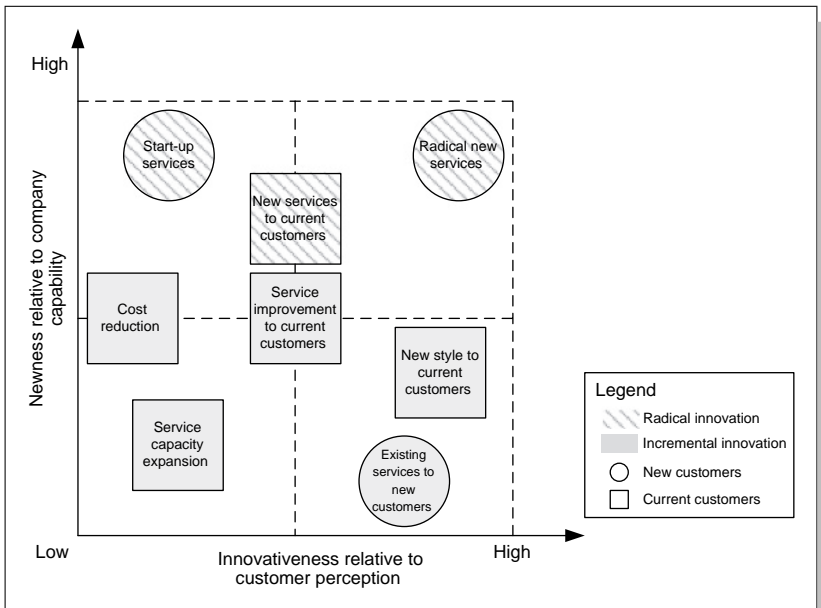 High
Newness relative to company
capability
Start-up
services
Radical new
services
New services
to current
customers
Cost
reduction
Service
improvement
to current
customers
New style to
current
customers
Service
capacity
expansion
Existing
services to
new
customers
Low
Innovativeness relative to
customer perception
High
Legend
Radical innovation
Incremental innovation
New customers
Current customers